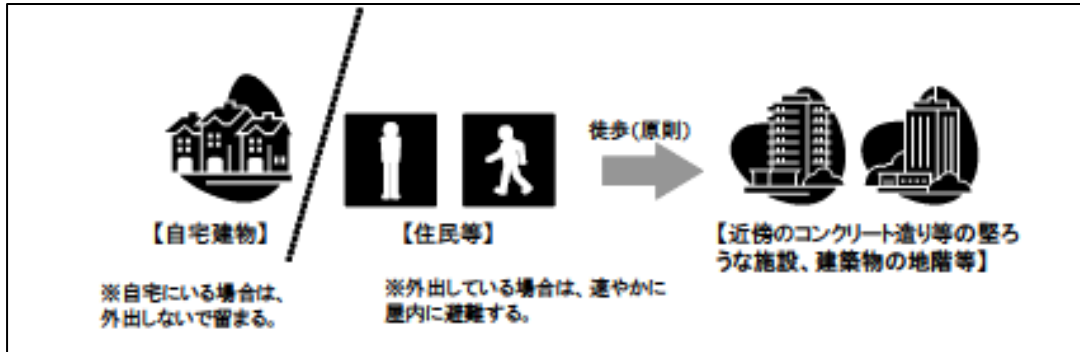 徒歩(原則)
【自宅建物】
【住民等】
【近傍のコンクリート造り等の堅ろ
うな施設、建築物の地階等】
※自宅にいる場合は、
外出しないで留まる。
※外出している場合は、速やかに
屋内に避難する。